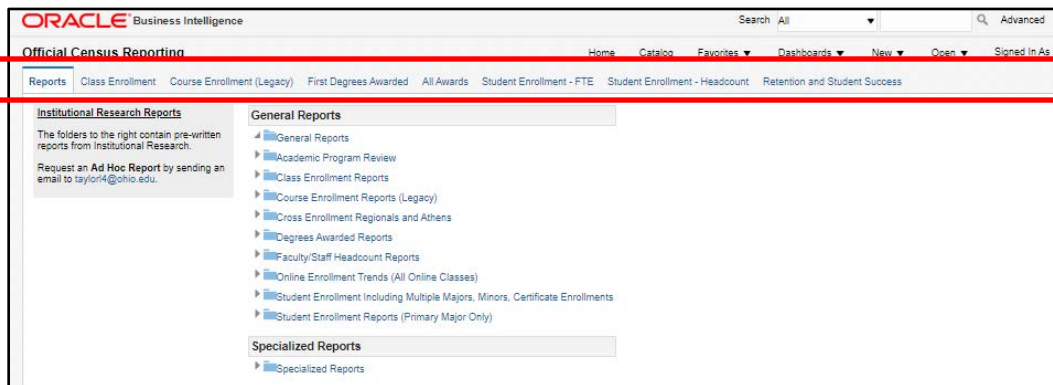 ORACLE Business Intelligence Search All Advanced
Official Census Reporting Home Catalog Favorites Dashboards New Open Signed In As
Reports Class Enrollment Course Enrollment (Legacy) First Degrees Awarded All Awards Student Enrollment - FTE Student Enrollment - Headcount Retention and Student Success
Institutional Research Reports
The folders to the right contain pre-written
reports from Institutional Research.
Request an Ad Hoc Report by sending an
email to taylorl4@ohio.edu.
General Reports
General Reports
Academic Program Review
Class Enrollment Reports
Course Enrollment Reports (Legacy)
Cross Enrollment Regionals and Athens
Degrees Awarded Reports
Faculty/Staff Headcount Reports
Online Enrollment Trends (All Online Classes)
Student Enrollment Including Multiple Majors, Minors, Certificate Enrollments
Student Enrollment Reports (Primary Major Only)
Specialized Reports
Specialized Reports